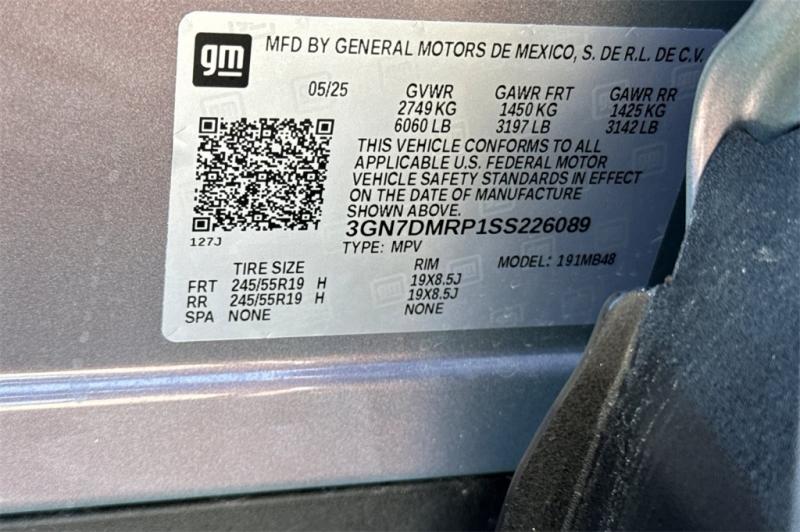 gm MFD BY GENERAL MOTORS DE MEXICO, S. DE R.L. DE C.V.
05/25 GVWR GAWR FRT GAWR RR
2749 KG 1450 KG 1425 KG
6060 LB 3197 LB 3142 LB
THIS VEHICLE CONFORMS TO ALL
APPLICABLE U.S. FEDERAL MOTOR
VEHICLE SAFETY STANDARDS IN EFFECT
ON THE DATE OF MANUFACTURE
SHOWN ABOVE.
3GN7DMRP1SS226089
127J
TYPE: MPV
MODEL: 191MB48
TIRE SIZE RIM
FRT 245/55R19 H 19X8.5J
RR 245/55R19 H 19X8.5J
SPA NONE NONE